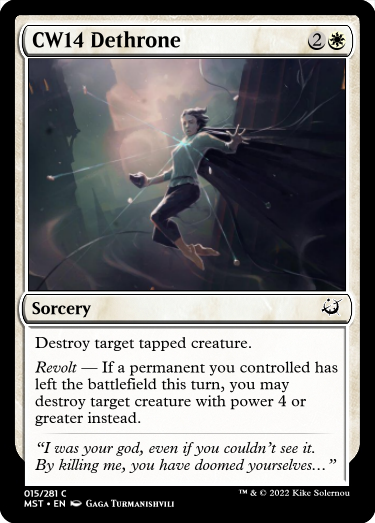 CW14 Dethrone
2
Sorcery
Destroy target tapped creature.
Revolt — If a permanent you controlled has
left the battlefield this turn, you may
destroy target creature with power 4 or
greater instead.
“I was your god, even if you couldn’t see it.
By killing me, you have doomed yourselves…”
015/281 C
MST • EN Gaga Turmanishvili
™ & © 2022 Kike Solernou